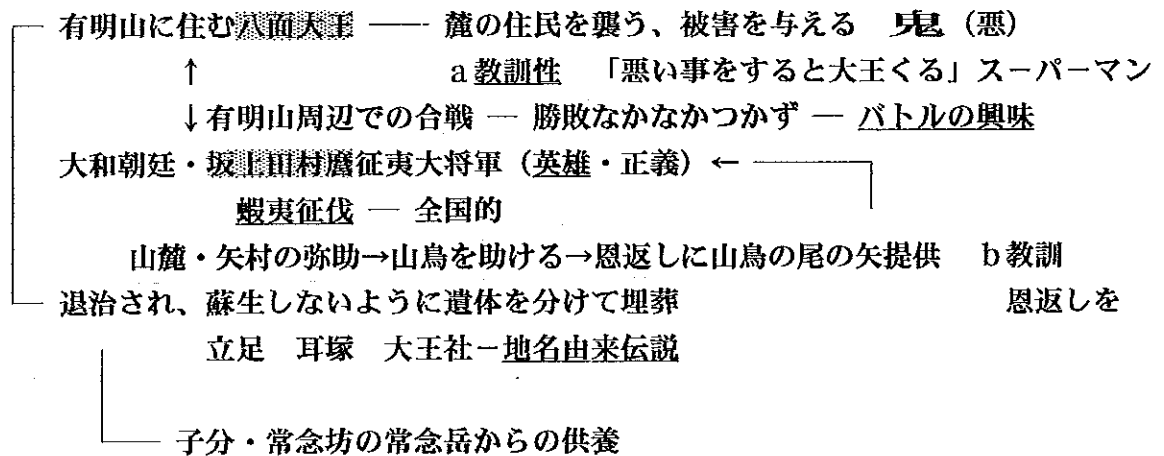 有明山に住む八面大王 ―― 麓の住民を襲う、被害を与える 鬼（悪）
↑ a教訓性 「悪い事をすると大王くる」スーパーマン
↓有明山周辺での合戦 ― 勝敗なかなかつかず ― バトルの興味
大和朝廷・坂上田村麿征夷大将軍（英雄・正義）←
蝦夷征伐 ― 全国的
山麓・矢村の弥助→山鳥を助ける→恩返しに山鳥の尾の矢提供 b教訓
退治され、蘇生しないように遺体を分けて埋葬 恩返しを
立足 耳塚 大王社－地名由来伝説
子分・常念坊の常念岳からの供養